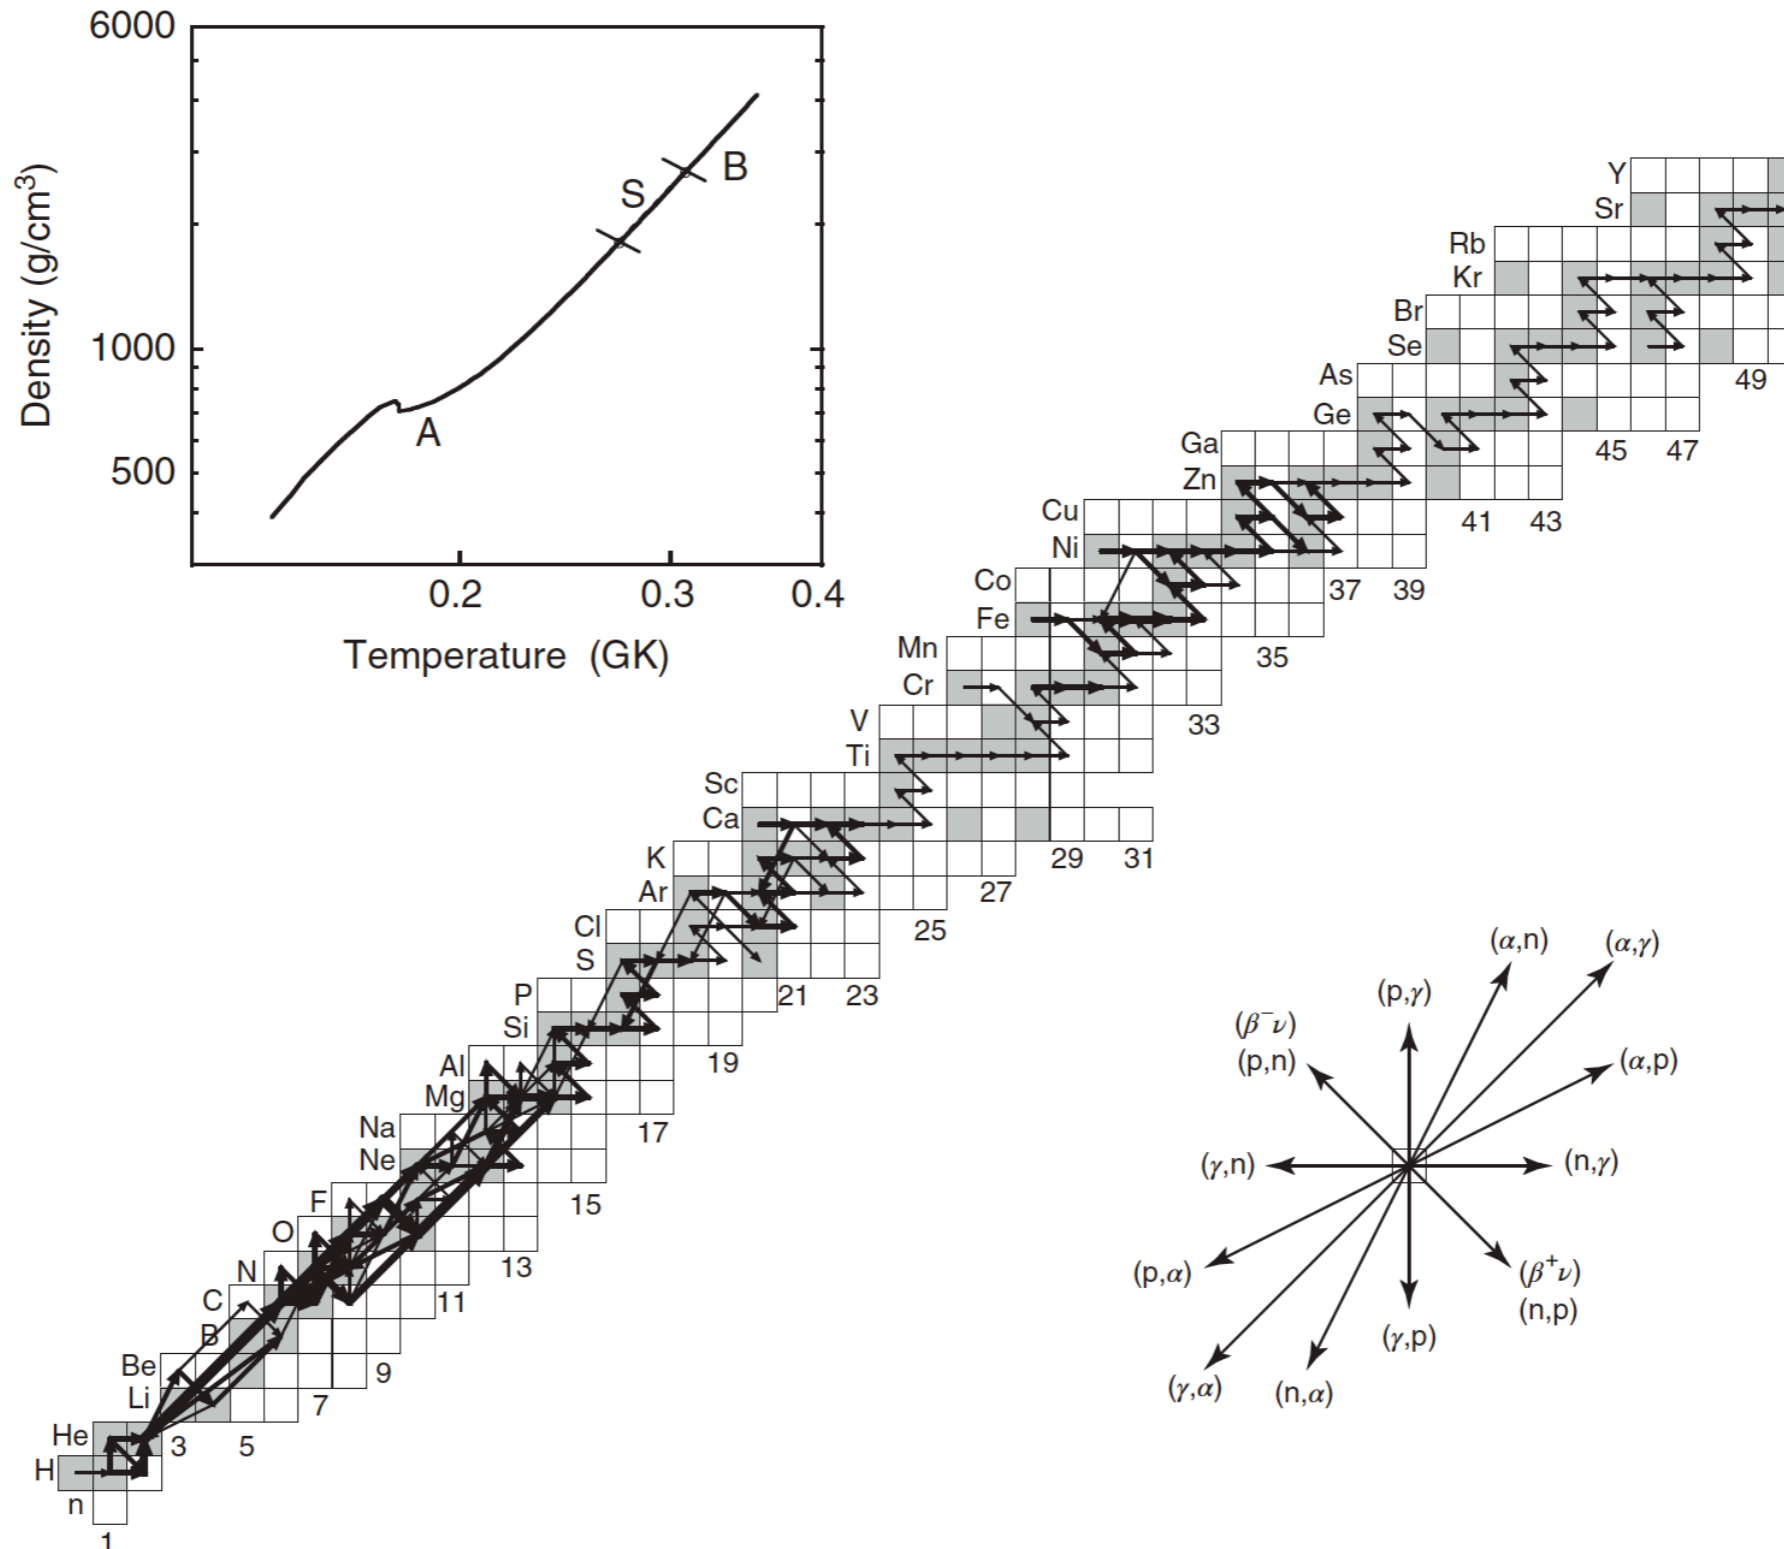 6000
1000
500
Density (g/cm³)
A
S
B
0.2
0.3
0.4
Temperature (GK)
Y
Sr
Rb
Kr
Br
Se
49
As
Ge
45
47
Ga
Zn
41
43
Cu
Ni
37
39
Co
Fe
35
Mn
Cr
33
V
Ti
Sc
Ca
29
31
K
27
Ar
25
Cl
S
21
23
P
Si
19
Al
Mg
17
Na
Ne
15
F
O
13
N
C
11
B
Be
9
Li
7
He
3
5
H
n
1
(α,n)
(α,γ)
(p,γ)
(β⁻ν)
(p,n)
(α,p)
(γ,n)
(n,γ)
(p,α)
(β⁺ν)
(n,p)
(γ,p)
(γ,α)
(n,α)